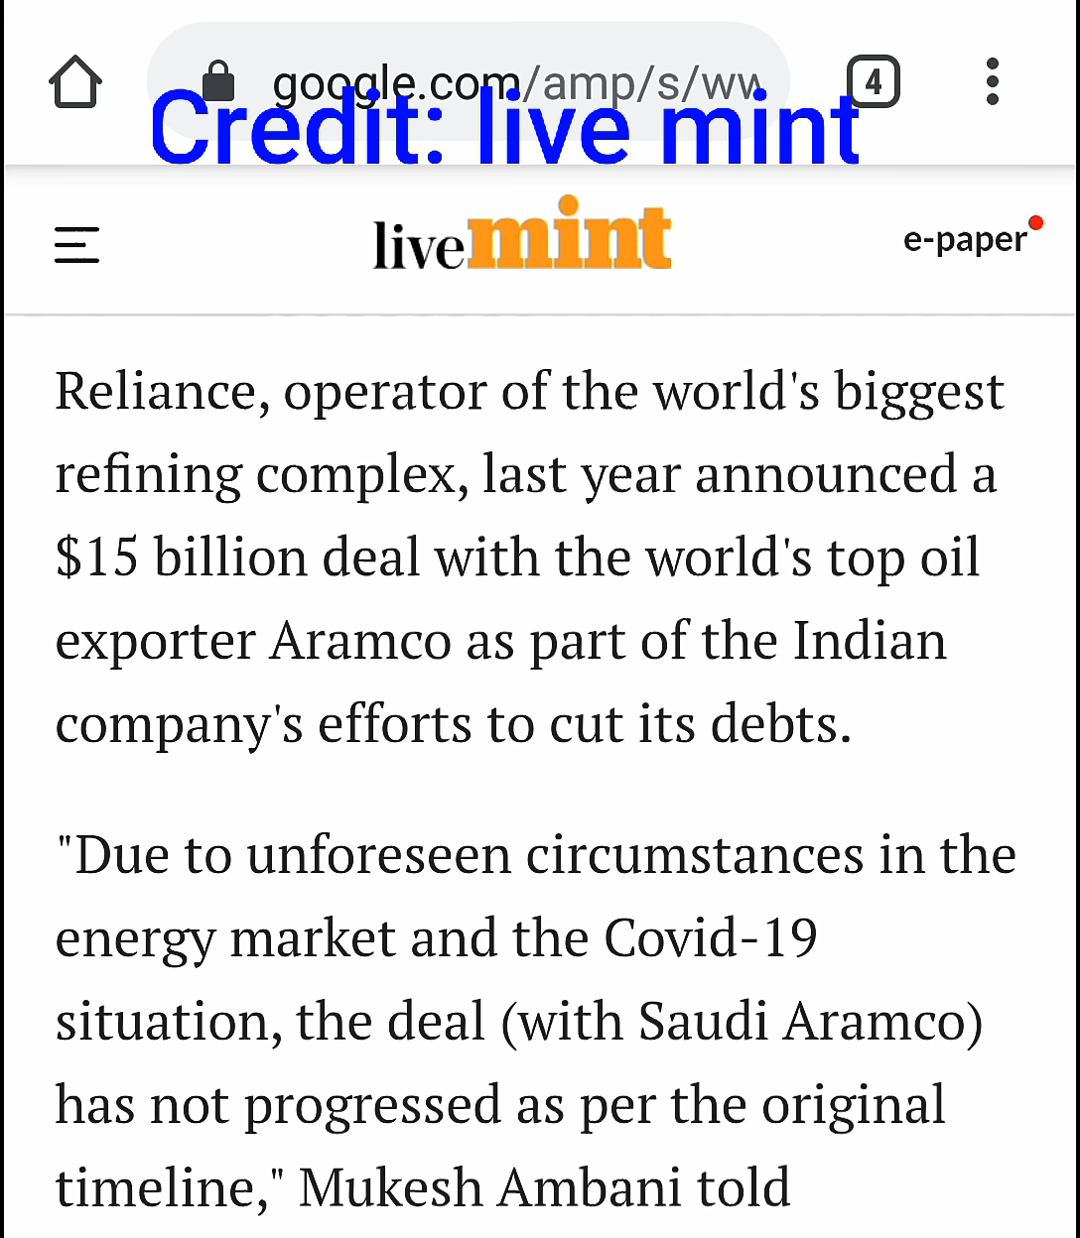 google.com/amp/s/ww
4
Credit: live mint
livemint
e-paper
Reliance, operator of the world's biggest
refining complex, last year announced a
$15 billion deal with the world's top oil
exporter Aramco as part of the Indian
company's efforts to cut its debts.
"Due to unforeseen circumstances in the
energy market and the Covid-19
situation, the deal (with Saudi Aramco)
has not progressed as per the original
timeline," Mukesh Ambani told